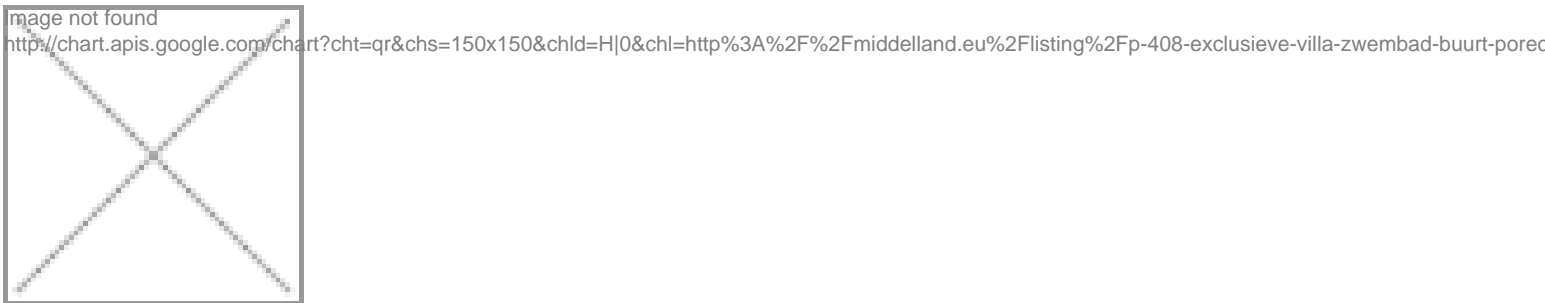 Image not found
http://chart.apis.google.com/chart?cht=qr&chs=150x150&chld=H|0&chl=http%3A%2F%2Fmiddelland.eu%2Flisting%2Fp-408-exclusieve-villa-zwembad-buurt-porec